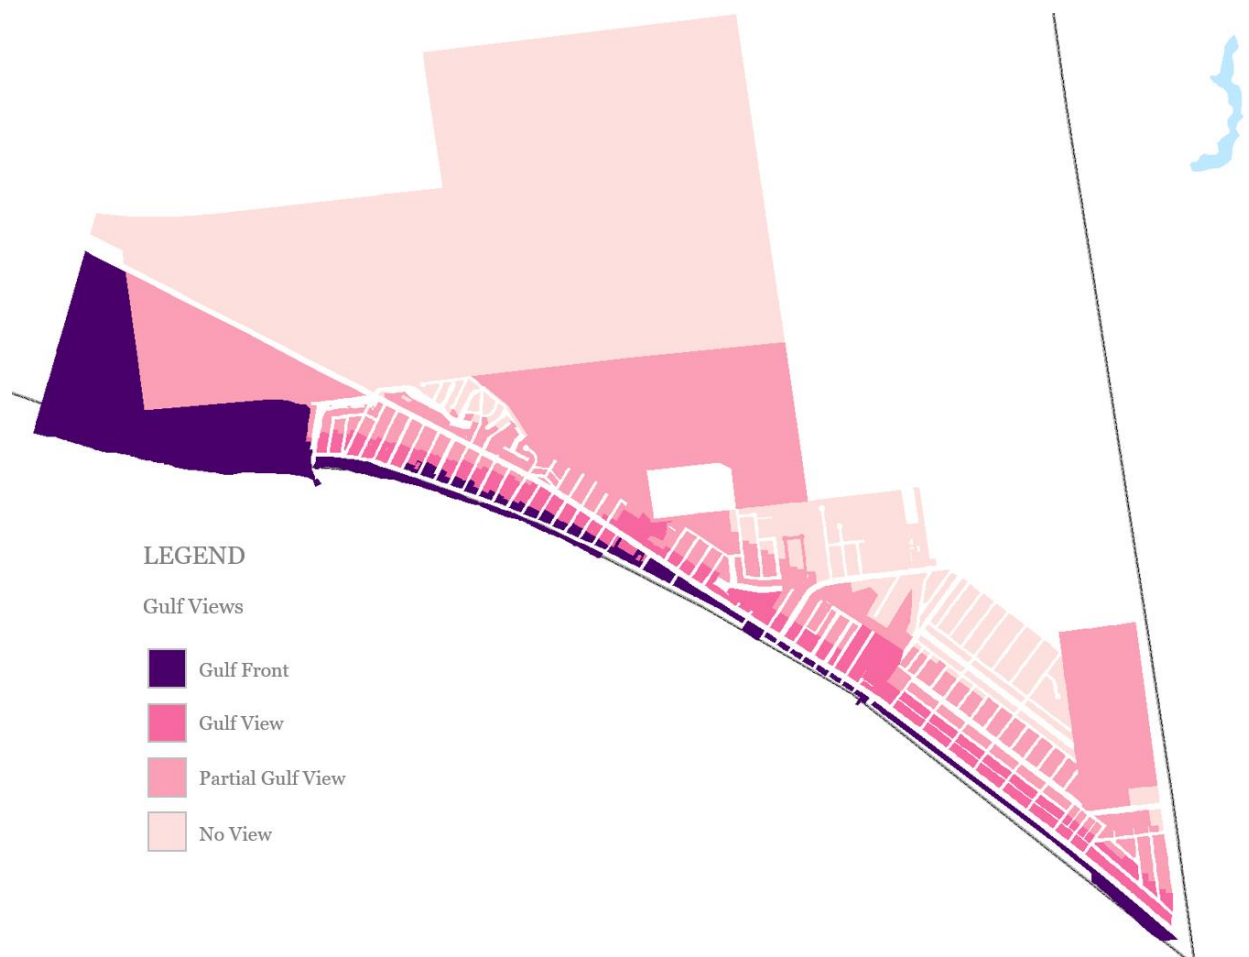 LEGEND
Gulf Views
Gulf Front
Gulf View
Partial Gulf View
No View